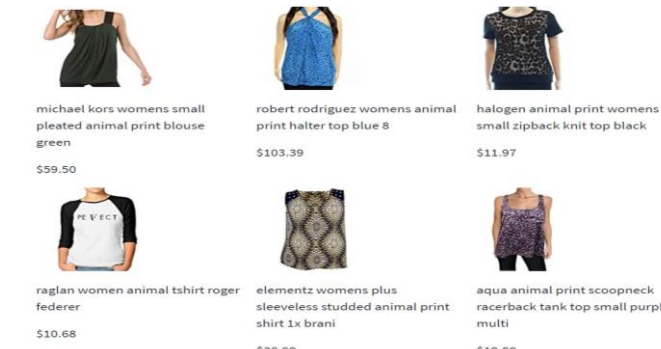 michael kors womens small
pleated animal print blouse
green
$59.50
robert rodriguez womens animal
print halter top blue 8
$103.39
halogen animal print womens
small zipback knit top black
$11.97
PERFECT
raglan women animal tshirt roger
federer
$10.68
elementz womens plus
sleeveless studded animal print
shirt 1x brani
aqua animal print scoopneck
racerback tank top small purple
multi